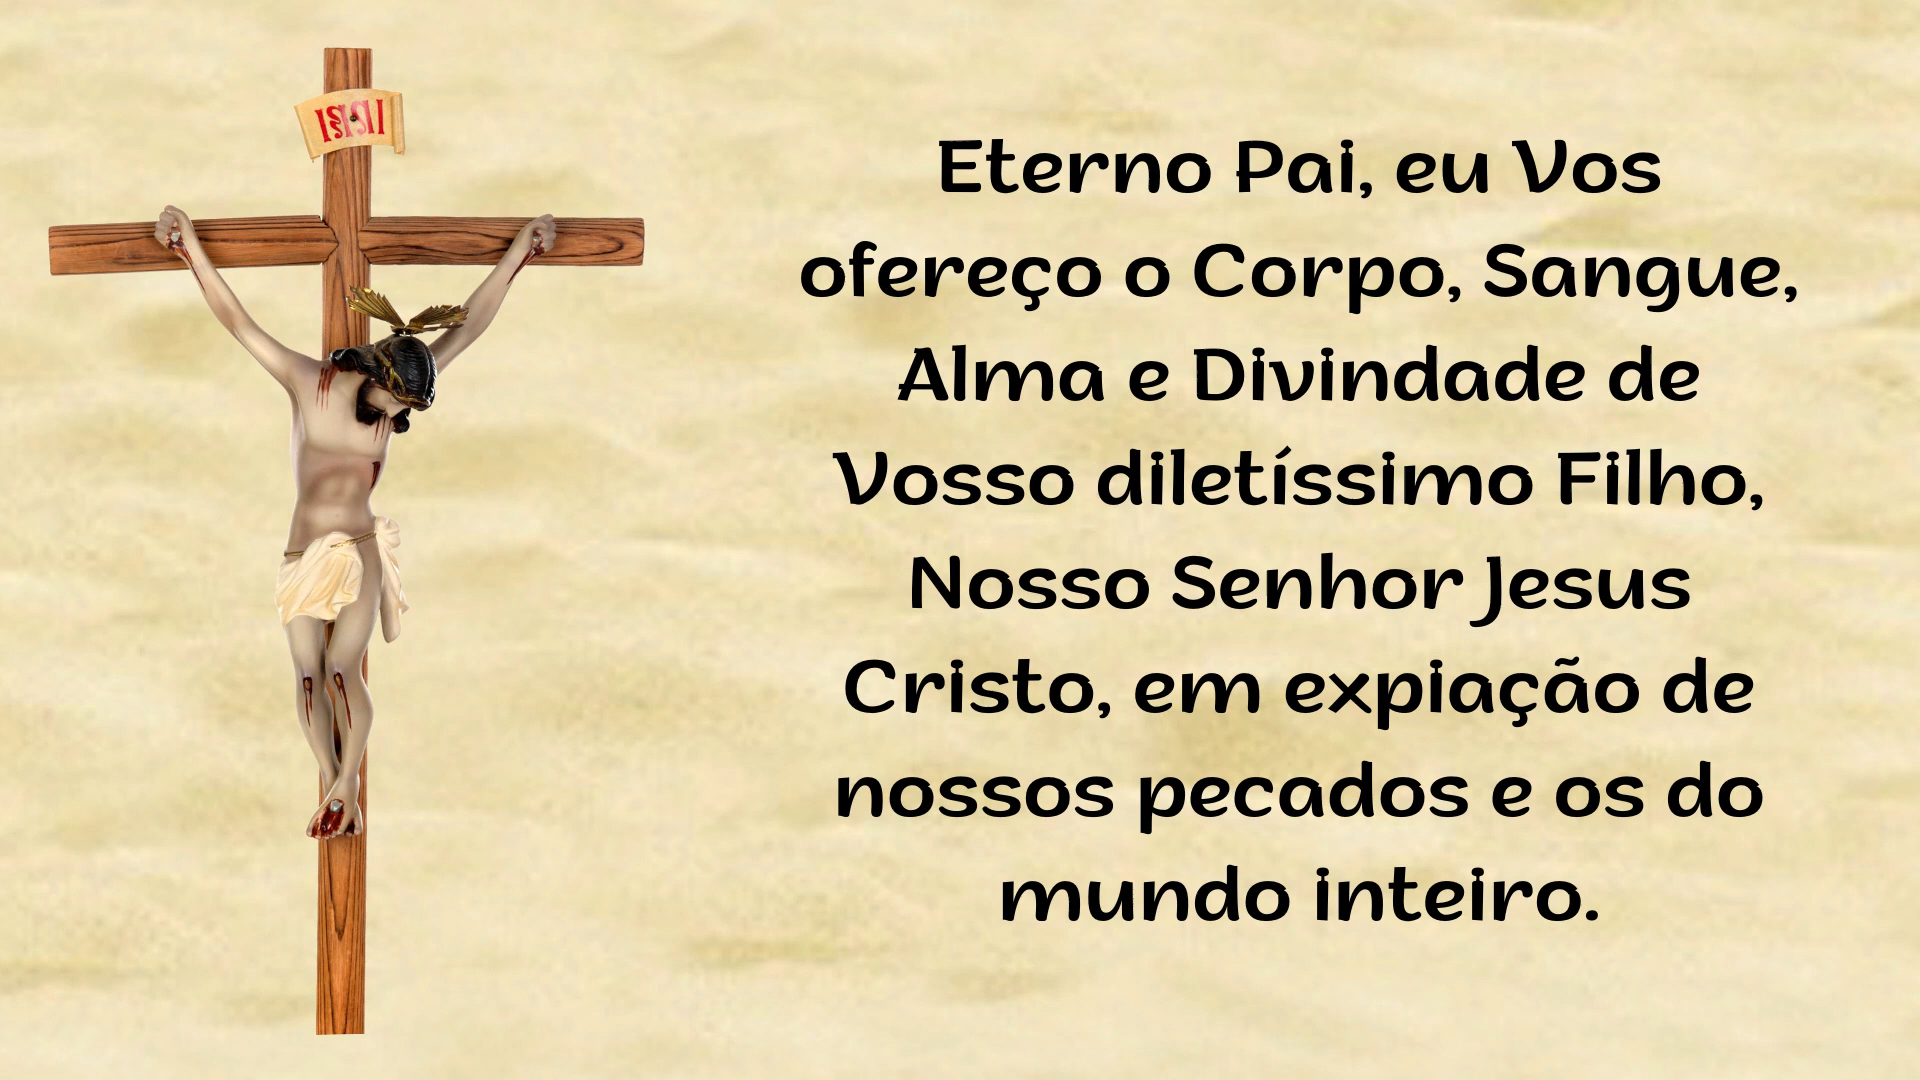 Eterno Pai, eu Vos
ofereço o Corpo, Sangue,
Alma e Divindade de
Vosso diletíssimo Filho,
Nosso Senhor Jesus
Cristo, em expiação de
nossos pecados e os do
mundo inteiro.